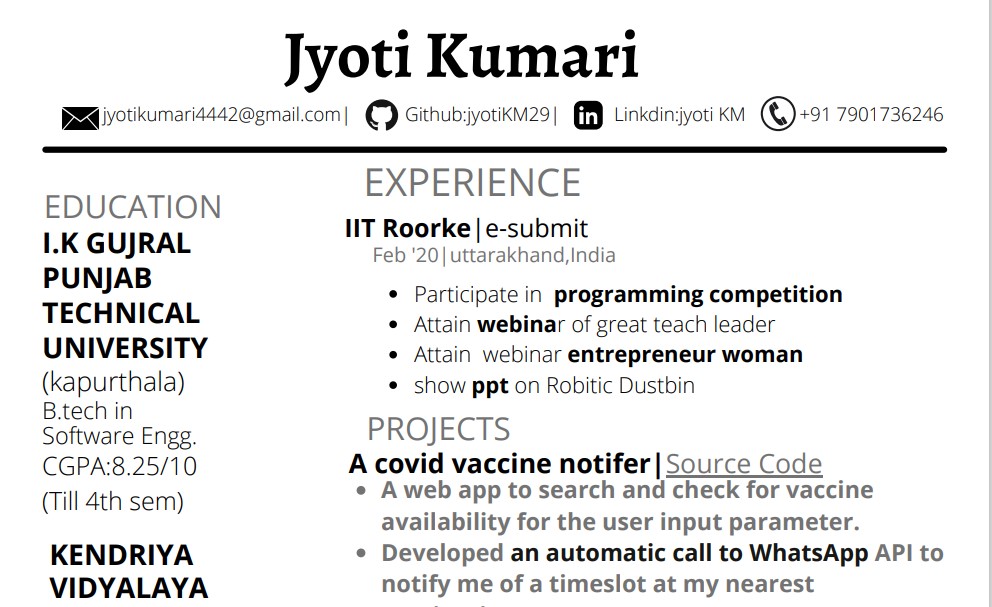 Jyoti Kumari
jyotikumari4442@gmail.com| Github:jyotiKM29| Linkdin:jyoti KM +91 7901736246
EDUCATION
I.K GUJRAL
PUNJAB
TECHNICAL
UNIVERSITY
(kapurthala)
B.tech in
Software Engg.
CGPA:8.25/10
(Till 4th sem)
KENDRIYA
VIDYALAYA
EXPERIENCE
IIT Roorke|e-submit
Feb '20|uttarakhand,India
• Participate in programming competition
• Attain webinar of great teach leader
• Attain webinar entrepreneur woman
• show ppt on Robitic Dustbin
PROJECTS
A covid vaccine notifer|Source Code
• A web app to search and check for vaccine
availability for the user input parameter.
• Developed an automatic call to WhatsApp API to
notify me of a timeslot at my nearest